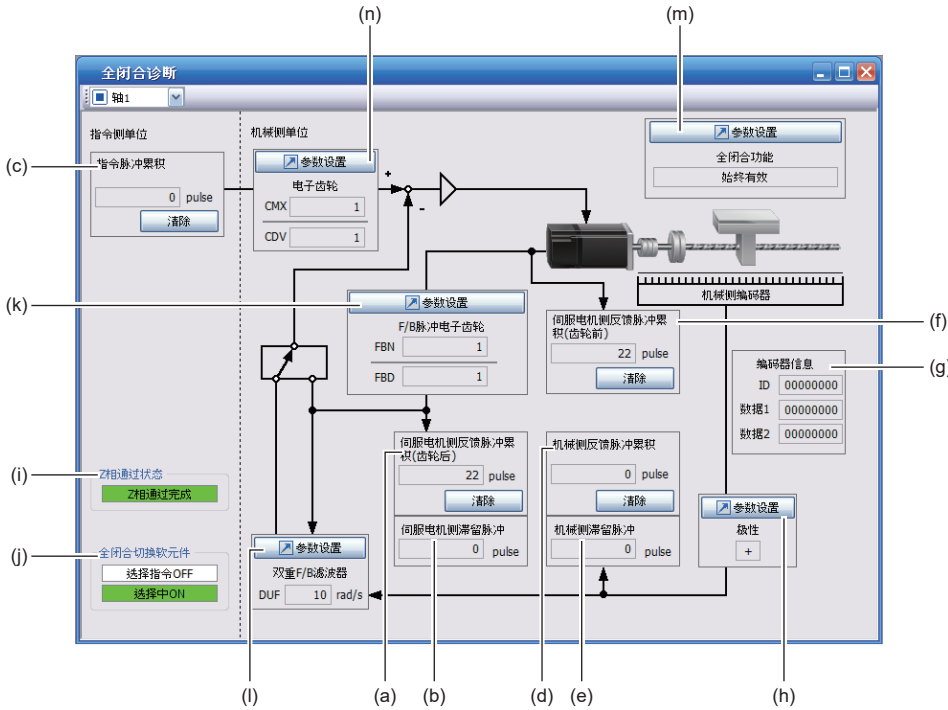 (n)
(m)
全闭合诊断
轴1
指令侧单位
机械侧单位
参数设置
全闭合功能
始终有效
(c)
指令脉冲累积
0 pulse
清除
参数设置
电子齿轮
CMX 1
CDV 1
+
-
机械侧编码器
(k)
参数设置
F/B脉冲电子齿轮
FBN 1
FBD 1
伺服电机侧反馈脉冲累
积(齿轮前)
22 pulse
清除
(f)
编码器信息
ID 00000000
数据1 00000000
数据2 00000000
(g)
(i)
Z相通过状态
Z相通过完成
伺服电机侧反馈脉冲累
积(齿轮后)
22 pulse
清除
伺服电机侧滞留脉冲
0 pulse
机械侧反馈脉冲累积
0 pulse
清除
机械侧滞留脉冲
0 pulse
参数设置
极性
+
(j)
全闭合切换软元件
选择指令OFF
选择中ON
参数设置
双重F/B滤波器
DUF 10 rad/s
(l)
(a)
(b)
(d)
(e)
(h)